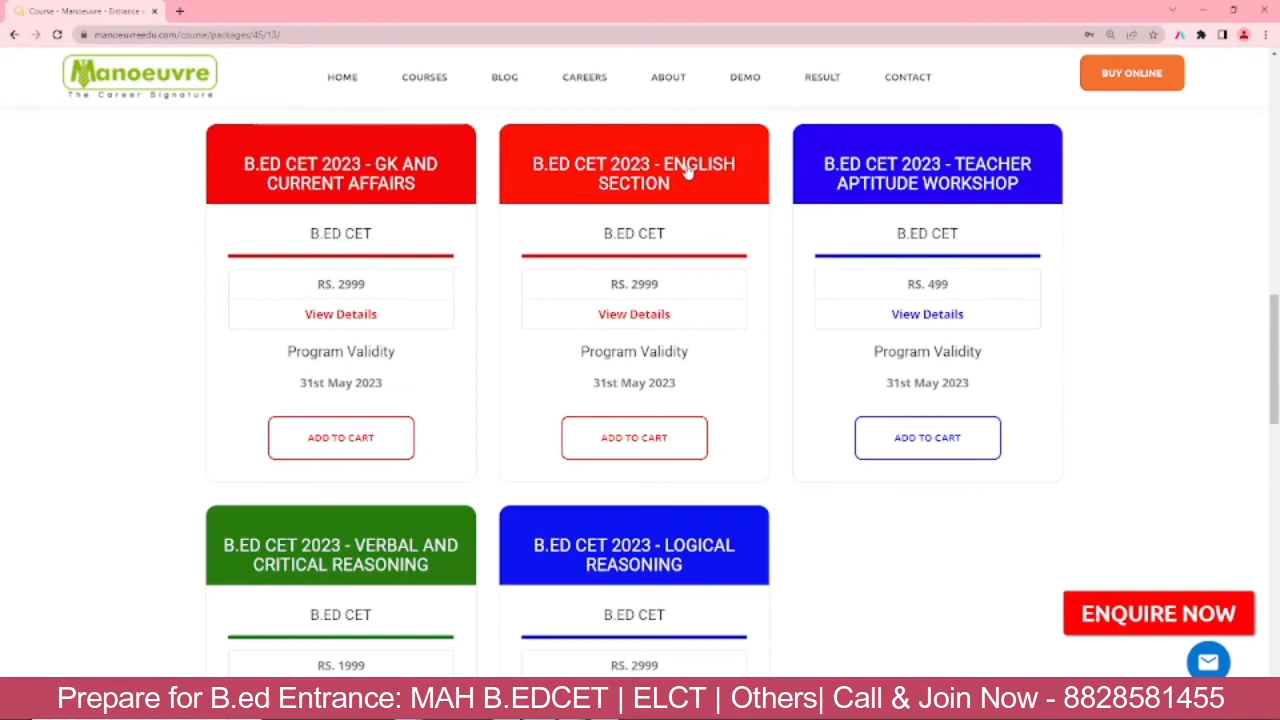 Course - Manoeuvre - Entrance -
manoeuvreedu.com/course/packages/45/13/
Manoeuvre
The Career Signature
HOME
COURSES
BLOG
CAREERS
ABOUT
DEMO
RESULT
CONTACT
BUY ONLINE
B.ED CET 2023 - GK AND
CURRENT AFFAIRS
B.ED CET
RS. 2999
View Details
Program Validity
31st May 2023
ADD TO CART
B.ED CET 2023 - ENGLISH
SECTION
B.ED CET
RS. 2999
View Details
Program Validity
31st May 2023
ADD TO CART
B.ED CET 2023 - TEACHER
APTITUDE WORKSHOP
B.ED CET
RS. 499
View Details
Program Validity
31st May 2023
ADD TO CART
B.ED CET 2023 - VERBAL AND
CRITICAL REASONING
B.ED CET
RS. 1999
B.ED CET 2023 - LOGICAL
REASONING
B.ED CET
RS. 2999
ENQUIRE NOW
Prepare for B.ed Entrance: MAH B.EDCET | ELCT | Others| Call & Join Now - 8828581455